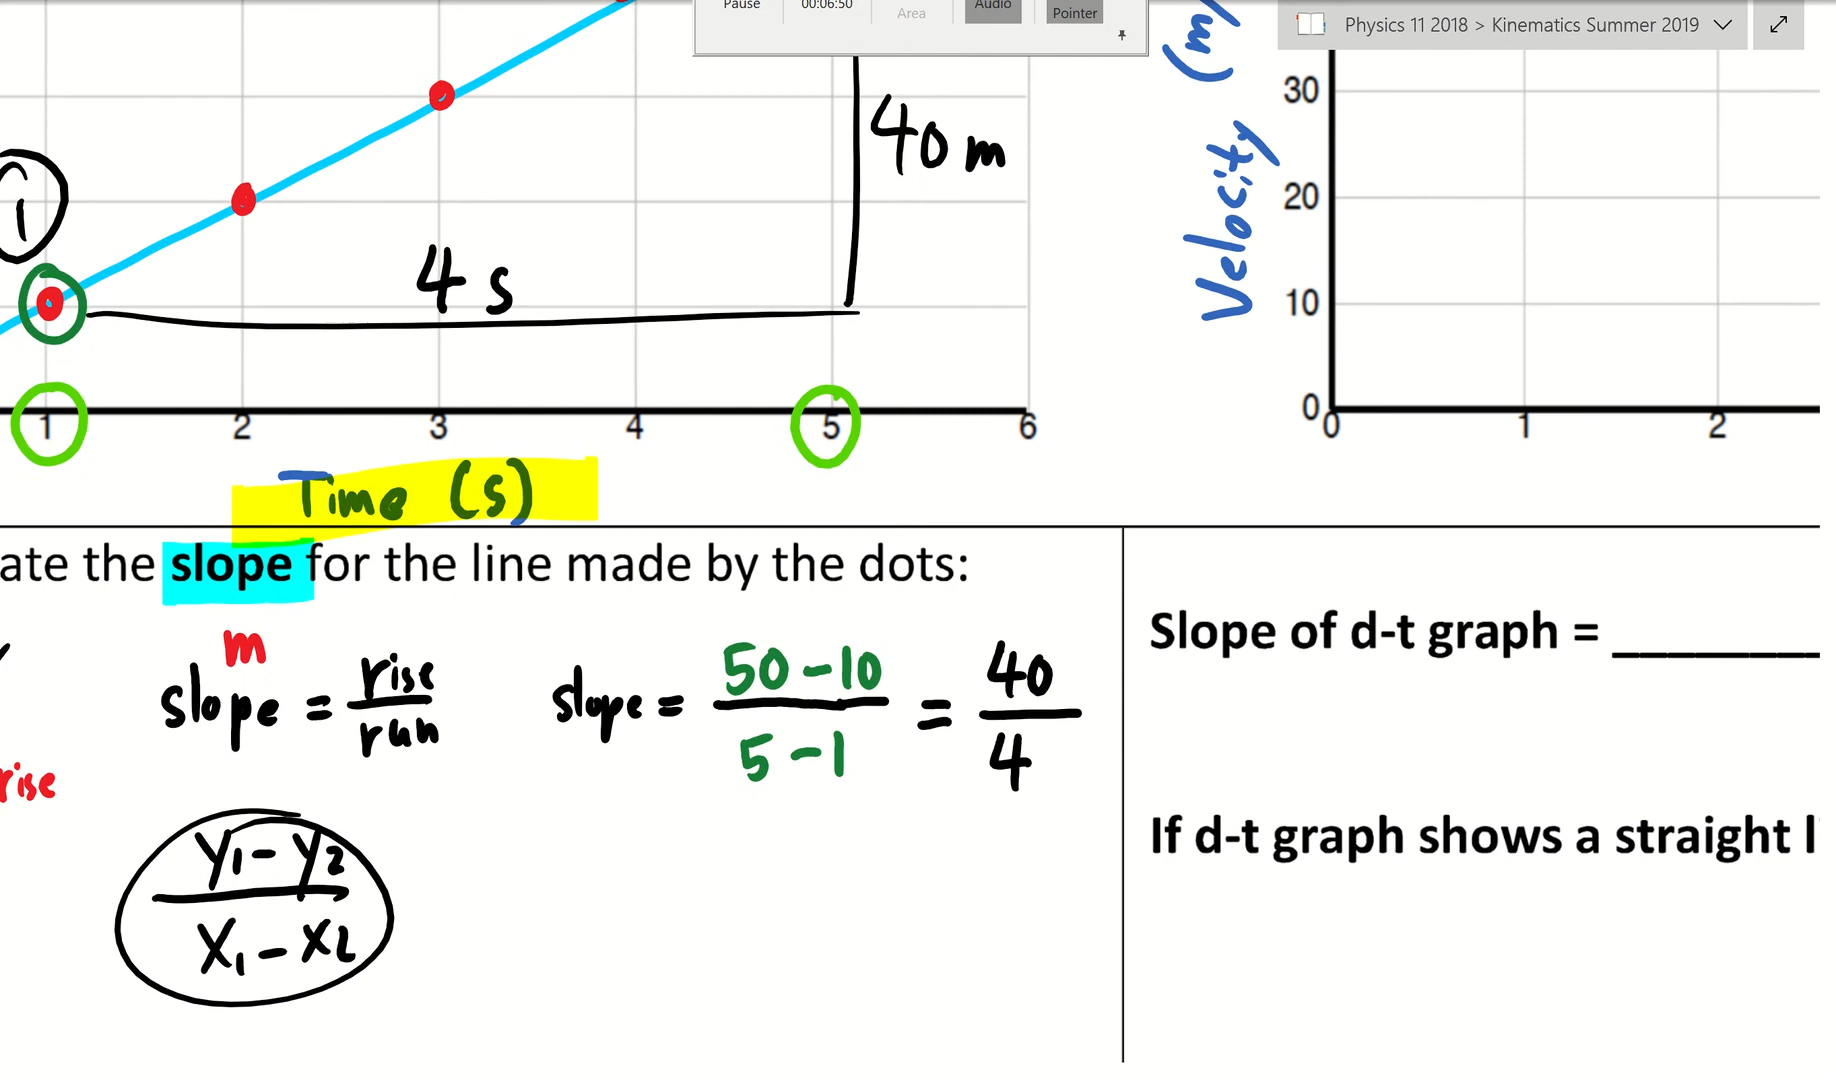 Pause
00:06:50
Area
Audio
Pointer
Physics 11 2018 > Kinematics Summer 2019
40 m
1
4 s
1 2 3 4 5 6
Time (s)
Velocity (m/
30
20
10
0
0 1 2
ate the slope for the line made by the dots:
m
slope = rise
run
slope = 50 - 10
5 - 1
= 40
4
rise
Y1 - Y2
X1 - X2
Slope of d-t graph = ________
If d-t graph shows a straight l